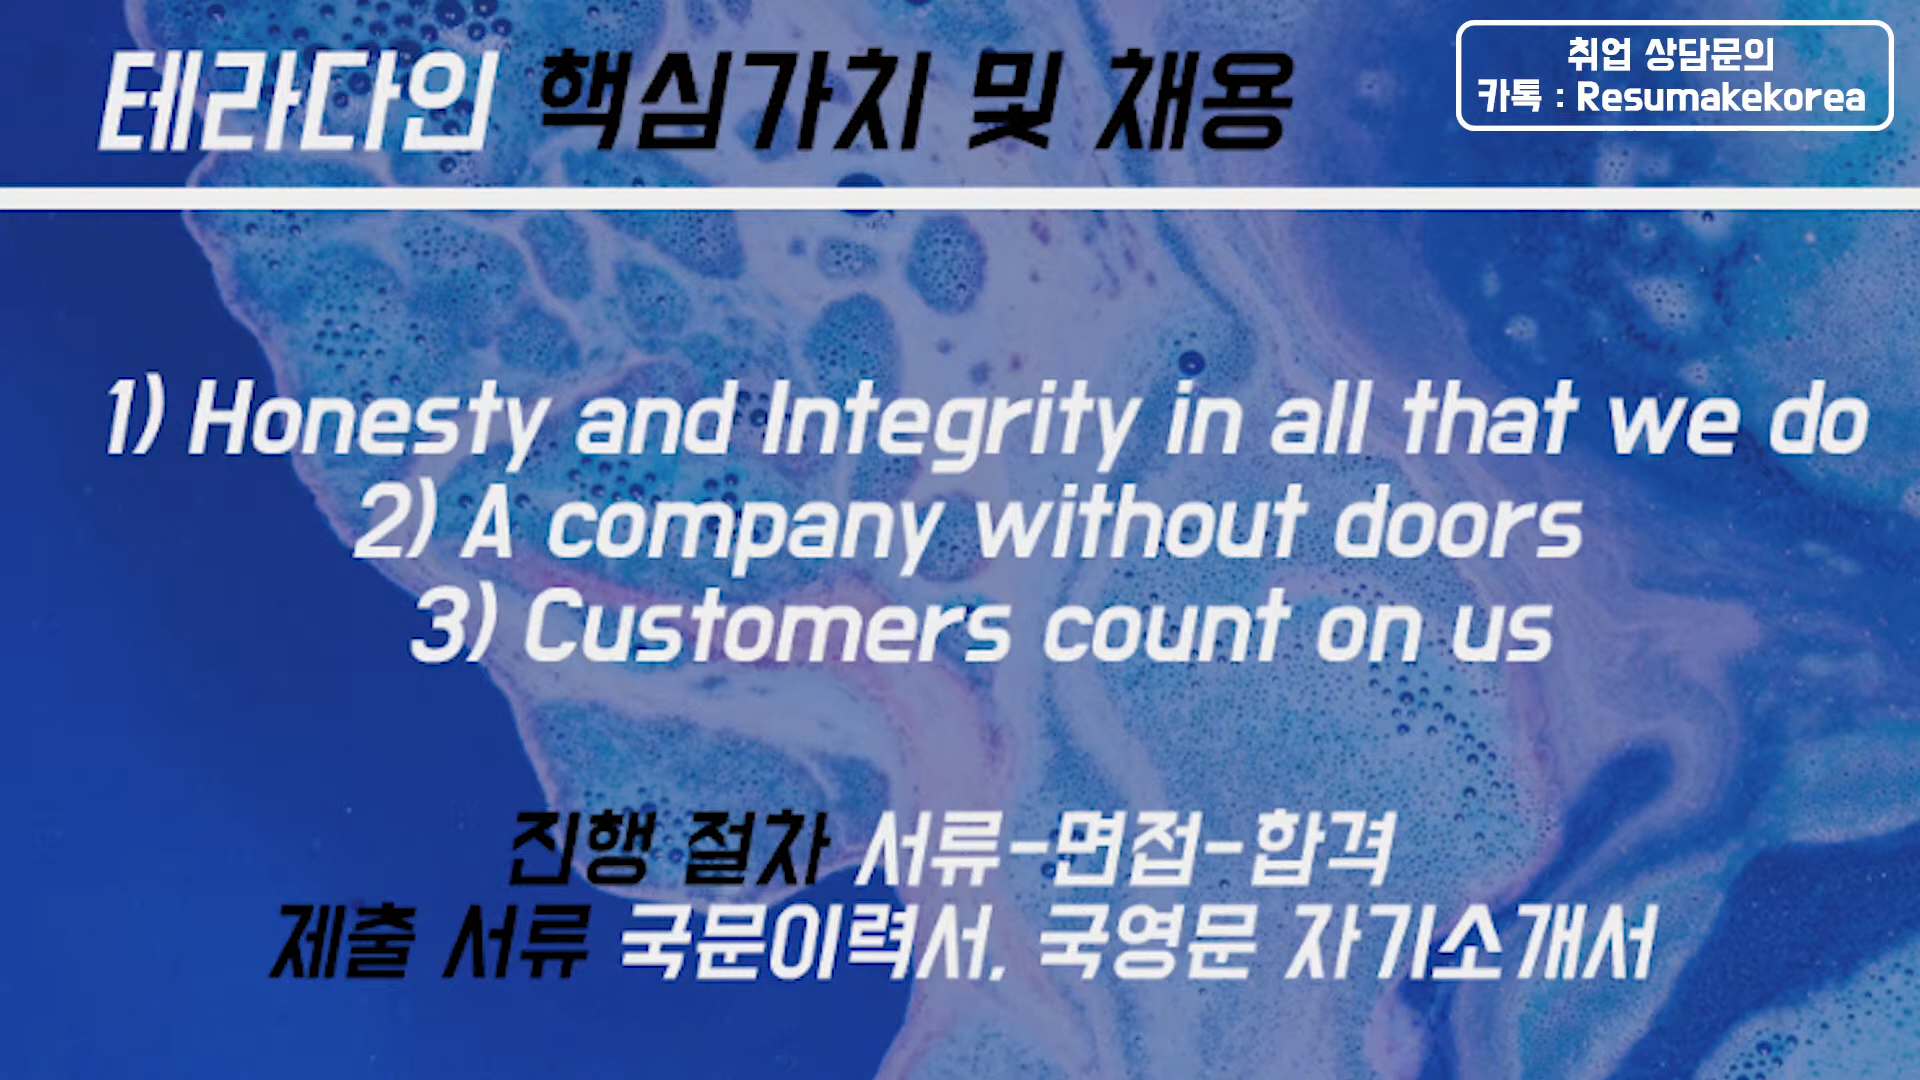 테라다인 핵심가치 및 채용
취업 상담문의
카톡 : Resumakekorea
1) Honesty and Integrity in all that we do
2) A company without doors
3) Customers count on us
진행 절차 서류-면접-합격
제출 서류 국문이력서, 국영문 자기소개서